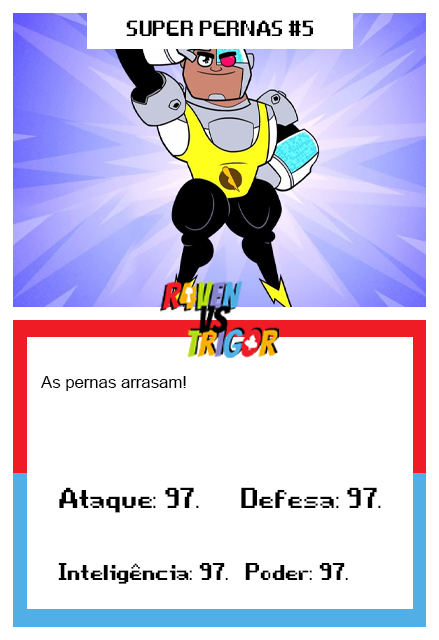 SUPER PERNAS #5
RAVEN
VS
TRIGOR
As pernas arrasam!
Ataque: 97. Defesa: 97.
Inteligência: 97. Poder: 97.